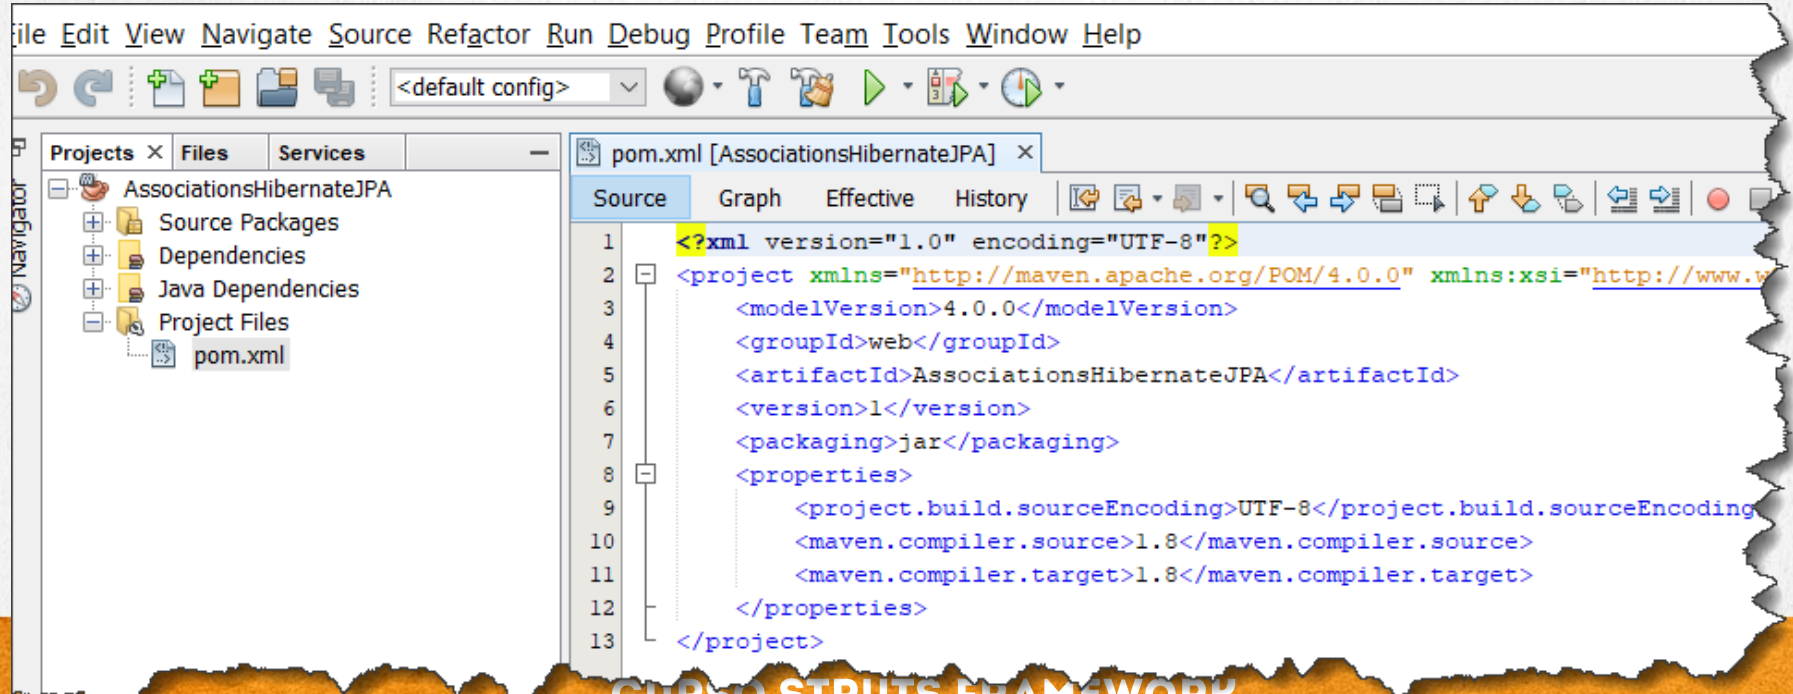 ile Edit View Navigate Source Refactor Run Debug Profile Team Tools Window Help
<default config>
Projects Files Services
Navigator
AssociationsHibernateJPA
Source Packages
Dependencies
Java Dependencies
Project Files
pom.xml
pom.xml [AssociationsHibernateJPA]
Source Graph Effective History
1 <?xml version="1.0" encoding="UTF-8"?>
2 <project xmlns="http://maven.apache.org/POM/4.0.0" xmlns:xsi="http://www.w
3 <modelVersion>4.0.0</modelVersion>
4 <groupId>web</groupId>
5 <artifactId>AssociationsHibernateJPA</artifactId>
6 <version>1</version>
7 <packaging>jar</packaging>
8 <properties>
9 <project.build.sourceEncoding>UTF-8</project.build.sourceEncoding
10 <maven.compiler.source>1.8</maven.compiler.source>
11 <maven.compiler.target>1.8</maven.compiler.target>
12 </properties>
13 </project>
CURSO STRUTS FRAMEWORK